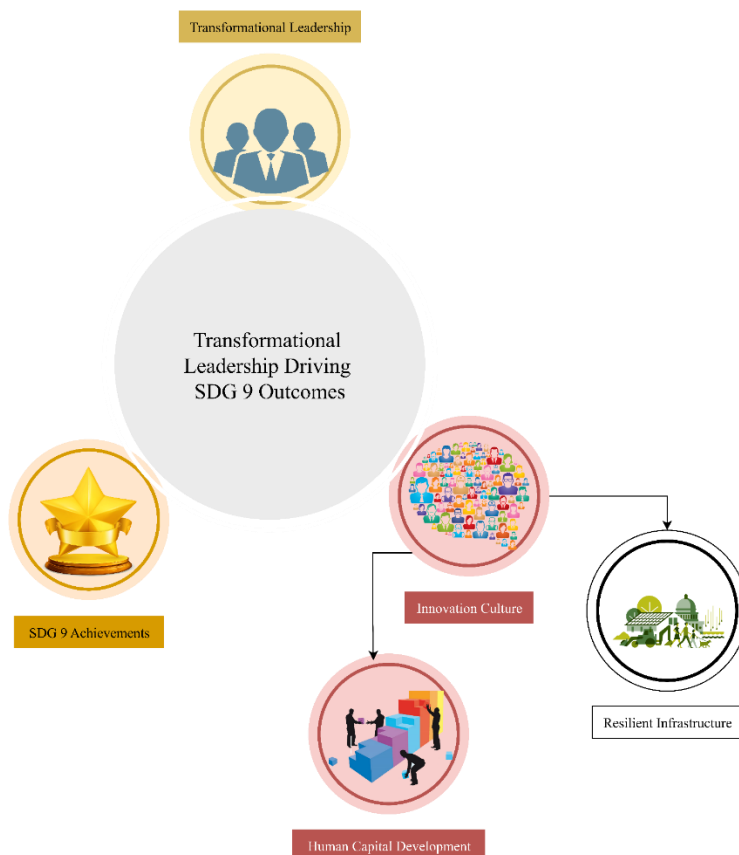 Transformational Leadership
Transformational
Leadership Driving
SDG 9 Outcomes
Innovation Culture
SDG 9 Achievements
Resilient Infrastructure
Human Capital Development